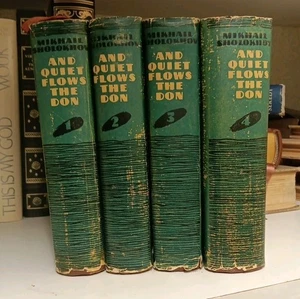 THIS IS MY GOD
MIKHAIL
SHOLOKHOV
AND
QUIET
FLOWS
THE
DON
1
MIKHAIL
SHOLOKHOV
AND
QUIET
FLOWS
THE
DON
2
MIKHAIL
SHOLOKHOV
AND
QUIET
FLOWS
THE
DON
3
MIKHAIL
SHOLOKHOV
AND
QUIET
FLOWS
THE
DON
4